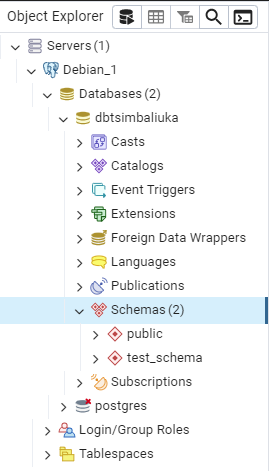 Object Explorer
Servers (1)
Debian_1
Databases (2)
dbtsimbaliuka
Casts
Catalogs
Event Triggers
Extensions
Foreign Data Wrappers
Languages
Publications
Schemas (2)
public
test_schema
Subscriptions
postgres
Login/Group Roles
Tablespaces